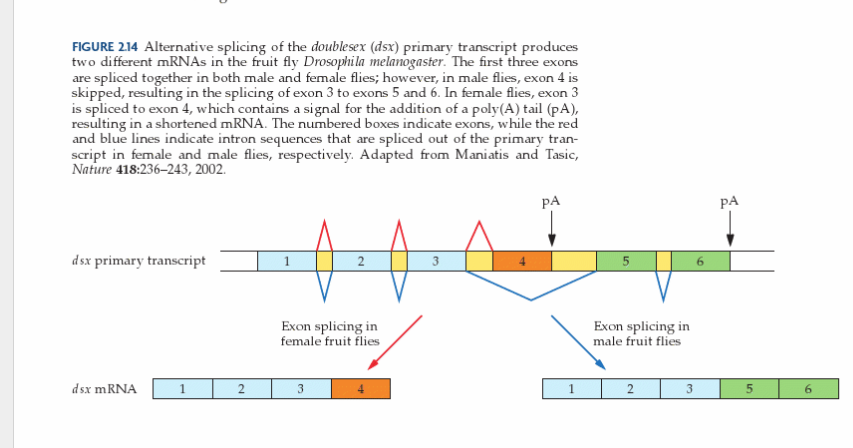 FIGURE 2.14 Alternative splicing of the doublesex (dsx) primary transcript produces
two different mRNAs in the fruit fly Drosophila melanogaster. The first three exons
are spliced together in both male and female flies; however, in male flies, exon 4 is
skipped, resulting in the splicing of exon 3 to exons 5 and 6. In female flies, exon 3
is spliced to exon 4, which contains a signal for the addition of a poly(A) tail (pA),
resulting in a shortened mRNA. The numbered boxes indicate exons, while the red
and blue lines indicate intron sequences that are spliced out of the primary tran-
script in female and male flies, respectively. Adapted from Maniatis and Tasic,
Nature 418:236–243, 2002.
pA pA
dsx primary transcript 1 2 3 4 5 6
Exon splicing in
female fruit flies
Exon splicing in
male fruit flies
dsx mRNA 1 2 3 4 1 2 3 5 6